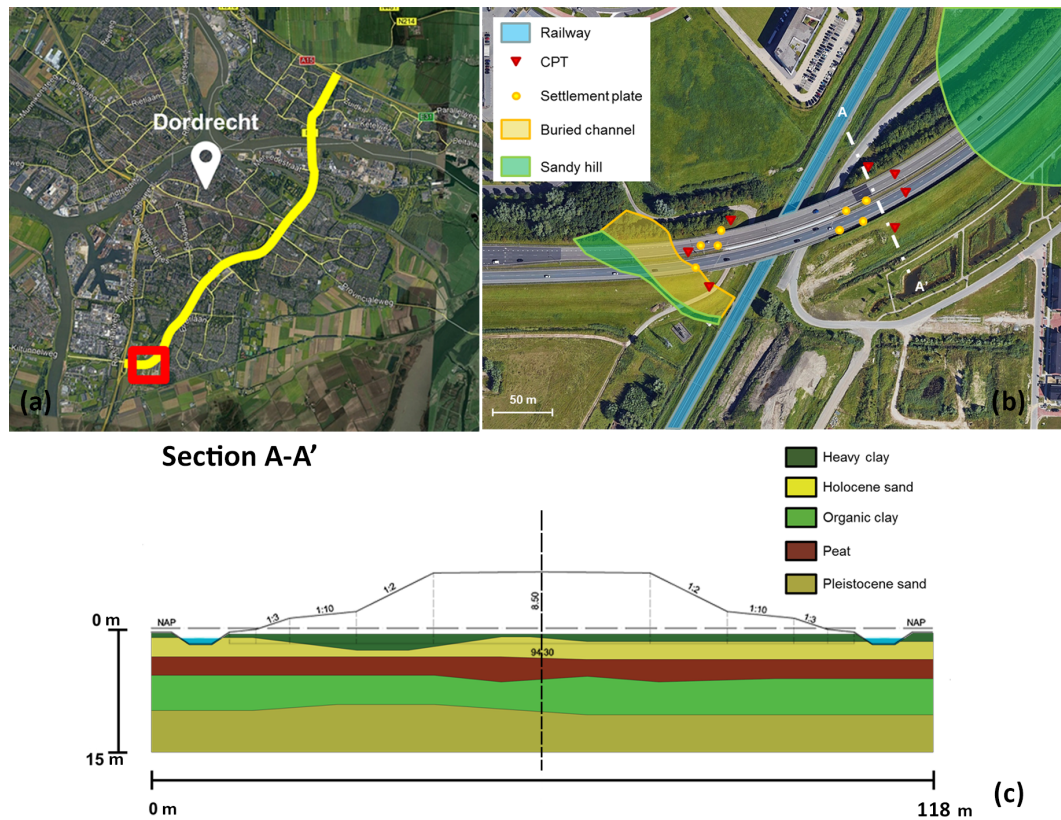 N214
N214
A15
Dordrecht
Provincialeweg
(a)
Railway
CPT
Settlement plate
Buried channel
Sandy hill
A
A'
50 m
(b)
Section A-A'
Heavy clay
Holocene sand
Organic clay
Peat
Pleistocene sand
0 m
NAP
1:3
1:10
1:2
8.50
1:2
1:10
1:3
NAP
94.30
15 m
0 m
118 m
(c)